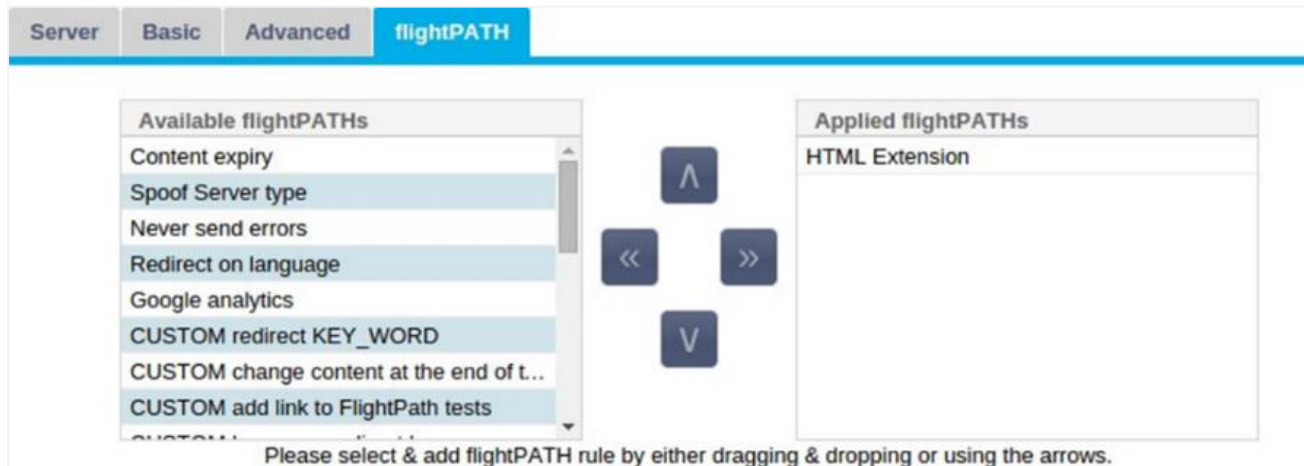 Server Basic Advanced flightPATH
Available flightPATHs
Content expiry
Spoof Server type
Never send errors
Redirect on language
Google analytics
CUSTOM redirect KEY_WORD
CUSTOM change content at the end of t...
CUSTOM add link to FlightPath tests
Applied flightPATHs
HTML Extension
Please select & add flightPATH rule by either dragging & dropping or using the arrows.